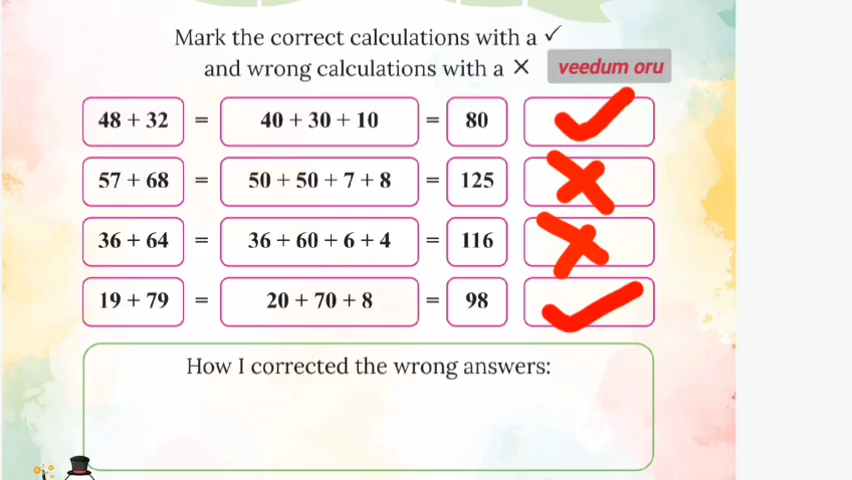 Mark the correct calculations with a ✓
and wrong calculations with a ✕
veedum oru
48 + 32 = 40 + 30 + 10 = 80
57 + 68 = 50 + 50 + 7 + 8 = 125
36 + 64 = 36 + 60 + 6 + 4 = 116
19 + 79 = 20 + 70 + 8 = 98
How I corrected the wrong answers: